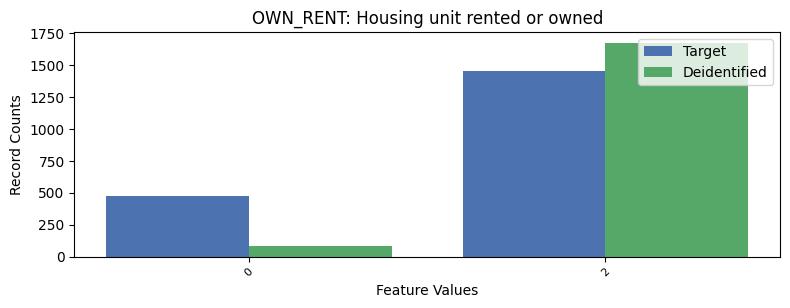 OWN_RENT: Housing unit rented or owned
Target
Deidentified
Record Counts
1750
1500
1250
1000
750
500
250
0
0
2
Feature Values